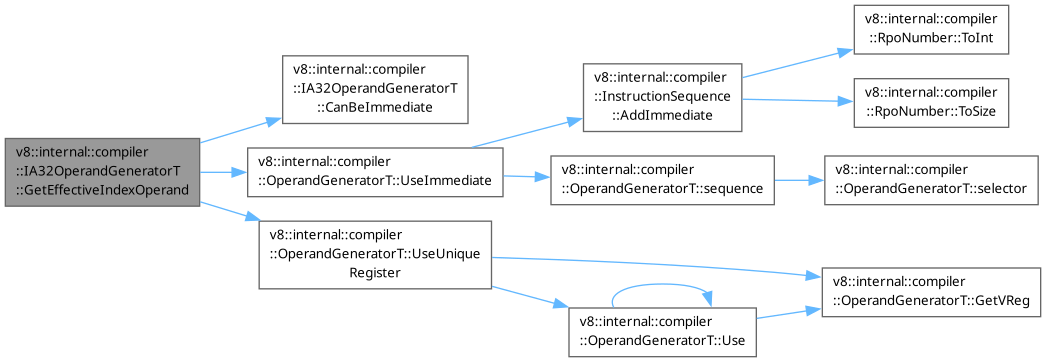 v8::internal::compiler
::IA32OperandGeneratorT
::GetEffectiveIndexOperand
v8::internal::compiler
::IA32OperandGeneratorT
::CanBeImmediate
v8::internal::compiler
::OperandGeneratorT::UseImmediate
v8::internal::compiler
::InstructionSequence
::AddImmediate
v8::internal::compiler
::RpoNumber::ToInt
v8::internal::compiler
::RpoNumber::ToSize
v8::internal::compiler
::OperandGeneratorT::sequence
v8::internal::compiler
::OperandGeneratorT::selector
v8::internal::compiler
::OperandGeneratorT::UseUnique
Register
v8::internal::compiler
::OperandGeneratorT::GetVReg
v8::internal::compiler
::OperandGeneratorT::Use